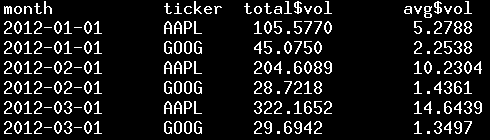 month ticker total$vol avg$vol
2012-01-01 AAPL 105.5770 5.2788
2012-01-01 GOOG 45.0750 2.2538
2012-02-01 AAPL 204.6089 10.2304
2012-02-01 GOOG 28.7218 1.4361
2012-03-01 AAPL 322.1652 14.6439
2012-03-01 GOOG 29.6942 1.3497